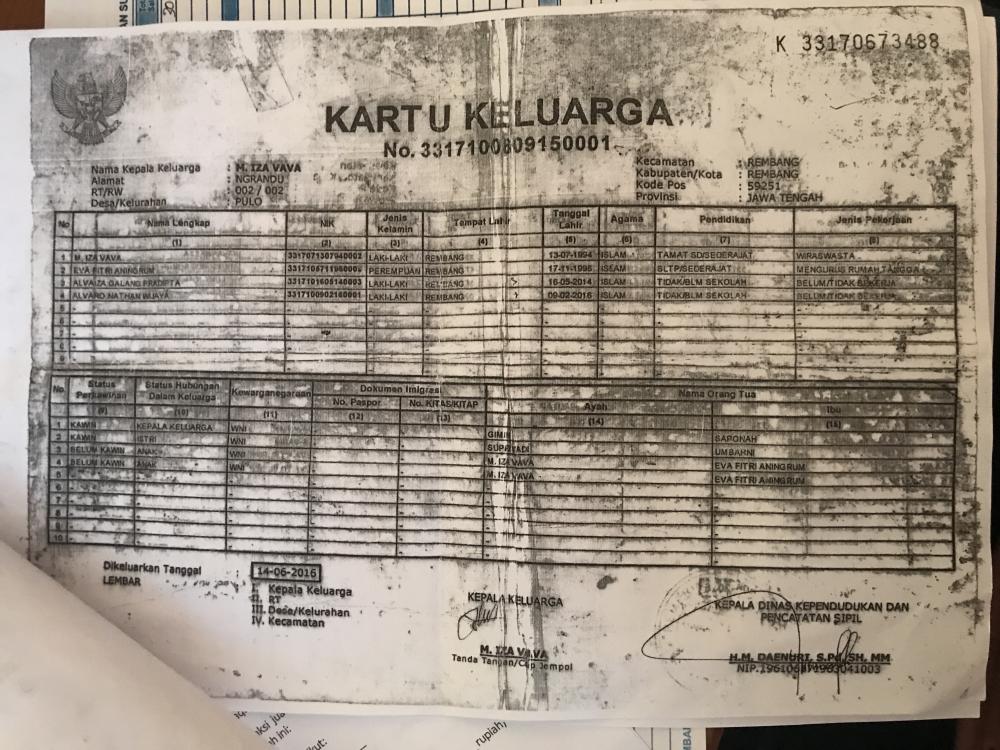 K 33170673488
KARTU KELUARGA
No. 3317100809150001
Nama Kepala Keluarga : M. IZA VAVA
Alamat : NGRANDU
RT/RW : 002 / 002
Desa/Kelurahan : PULO
Kecamatan : REMBANG
Kabupaten/Kota : REMBANG
Kode Pos : 59251
Provinsi : JAWA TENGAH
No Nama Lengkap NIK Jenis Kelamin Tempat Lahir Tanggal Lahir Agama Pendidikan Jenis Pekerjaan
(1) (2) (3) (4) (5) (6) (7) (8)
1 M. IZA VAVA LAKI-LAKI REMBANG 13-07-1994 ISLAM TAMAT SD/SEDERAJAT WIRASWASTA
2 EVA FITRI ANINGRUM PEREMPUAN REMBANG 17-11-1996 ISLAM SLTP/SEDERAJAT MENGURUS RUMAH TANGGA
3 ALVAIZA GALANG PRADIPTA LAKI-LAKI REMBANG 16-05-2014 ISLAM TIDAK/BLM SEKOLAH BELUM/TIDAK BEKERJA
4 ALVARO NATHAN WIJAYA 3317100902160001 LAKI-LAKI REMBANG 09-02-2016 ISLAM TIDAK/BLM SEKOLAH BELUM/TIDAK BEKERJA
5
6
7
8
9
No. Status Perkawinan Status Hubungan Dalam Keluarga Kewarganegaraan Dokumen Imigrasi Nama Orang Tua
No. Paspor No. KITAS/KITAP Ayah Ibu
(9) (10) (11) (12) (13) (14) (15)
1 KAWIN KEPALA KELUARGA WNI - - GIMIN SAPONAH
2 KAWIN ISTRI WNI - - SUPRIYADI UMBARNI
3 BELUM KAWIN ANAK WNI - - M. IZA VAVA EVA FITRI ANINGRUM
4 BELUM KAWIN ANAK WNI - - M. IZA VAVA EVA FITRI ANINGRUM
5
6
7
8
9
10
Dikeluarkan Tanggal : 14-06-2016
LEMBAR
I. Kepala Keluarga
II. RT
III. Desa/Kelurahan
IV. Kecamatan
KEPALA KELUARGA
M. IZA VAVA
Tanda Tangan/Cap Jempol
KEPALA DINAS KEPENDUDUKAN DAN
PENCATATAN SIPIL
H.M. DAENURI, S.Pd, SH, MM
rupiah,